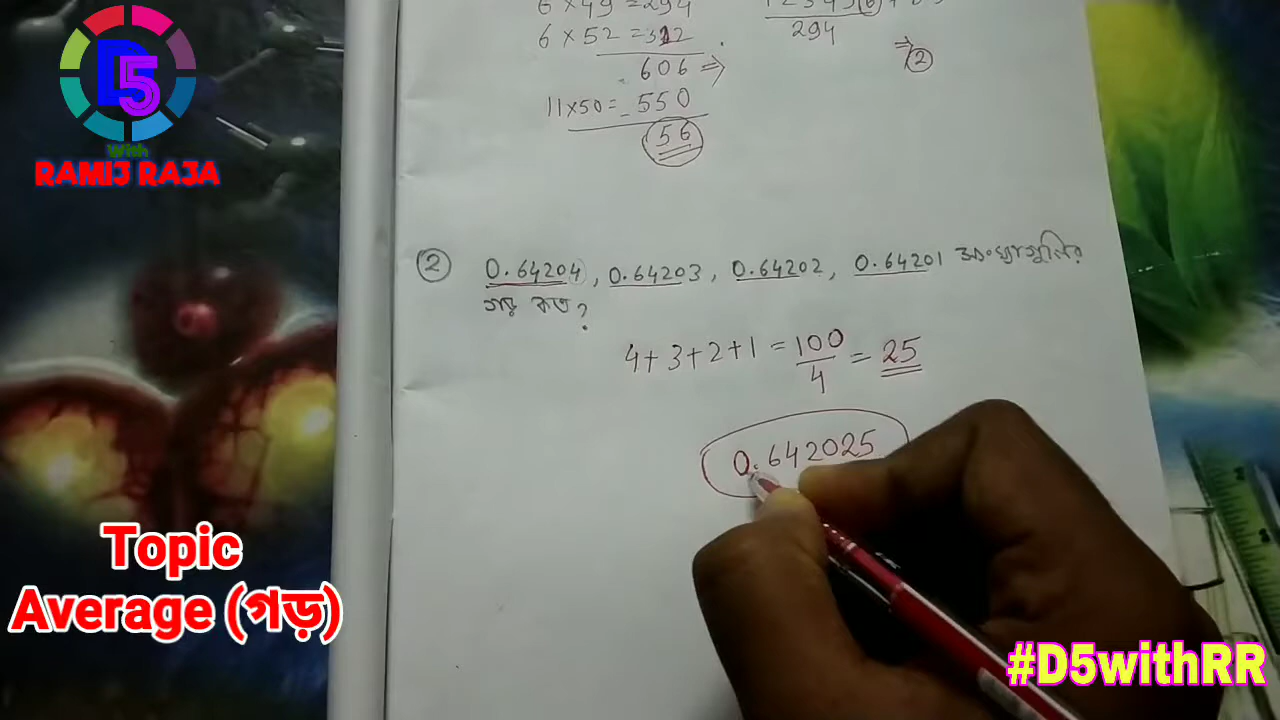 6 × 49 = 294
6 × 52 = 312
606 ⇒
11×50 = 550
56
294
⇒ 2
D5
With
RAMIJ RAJA
2 0.64204, 0.64203, 0.64202, 0.64201 সংখ্যাগুলির
গড় কত?
4+3+2+1 = 100/4 = 25
0.642025
Topic
Average (গড়)
#D5withRR